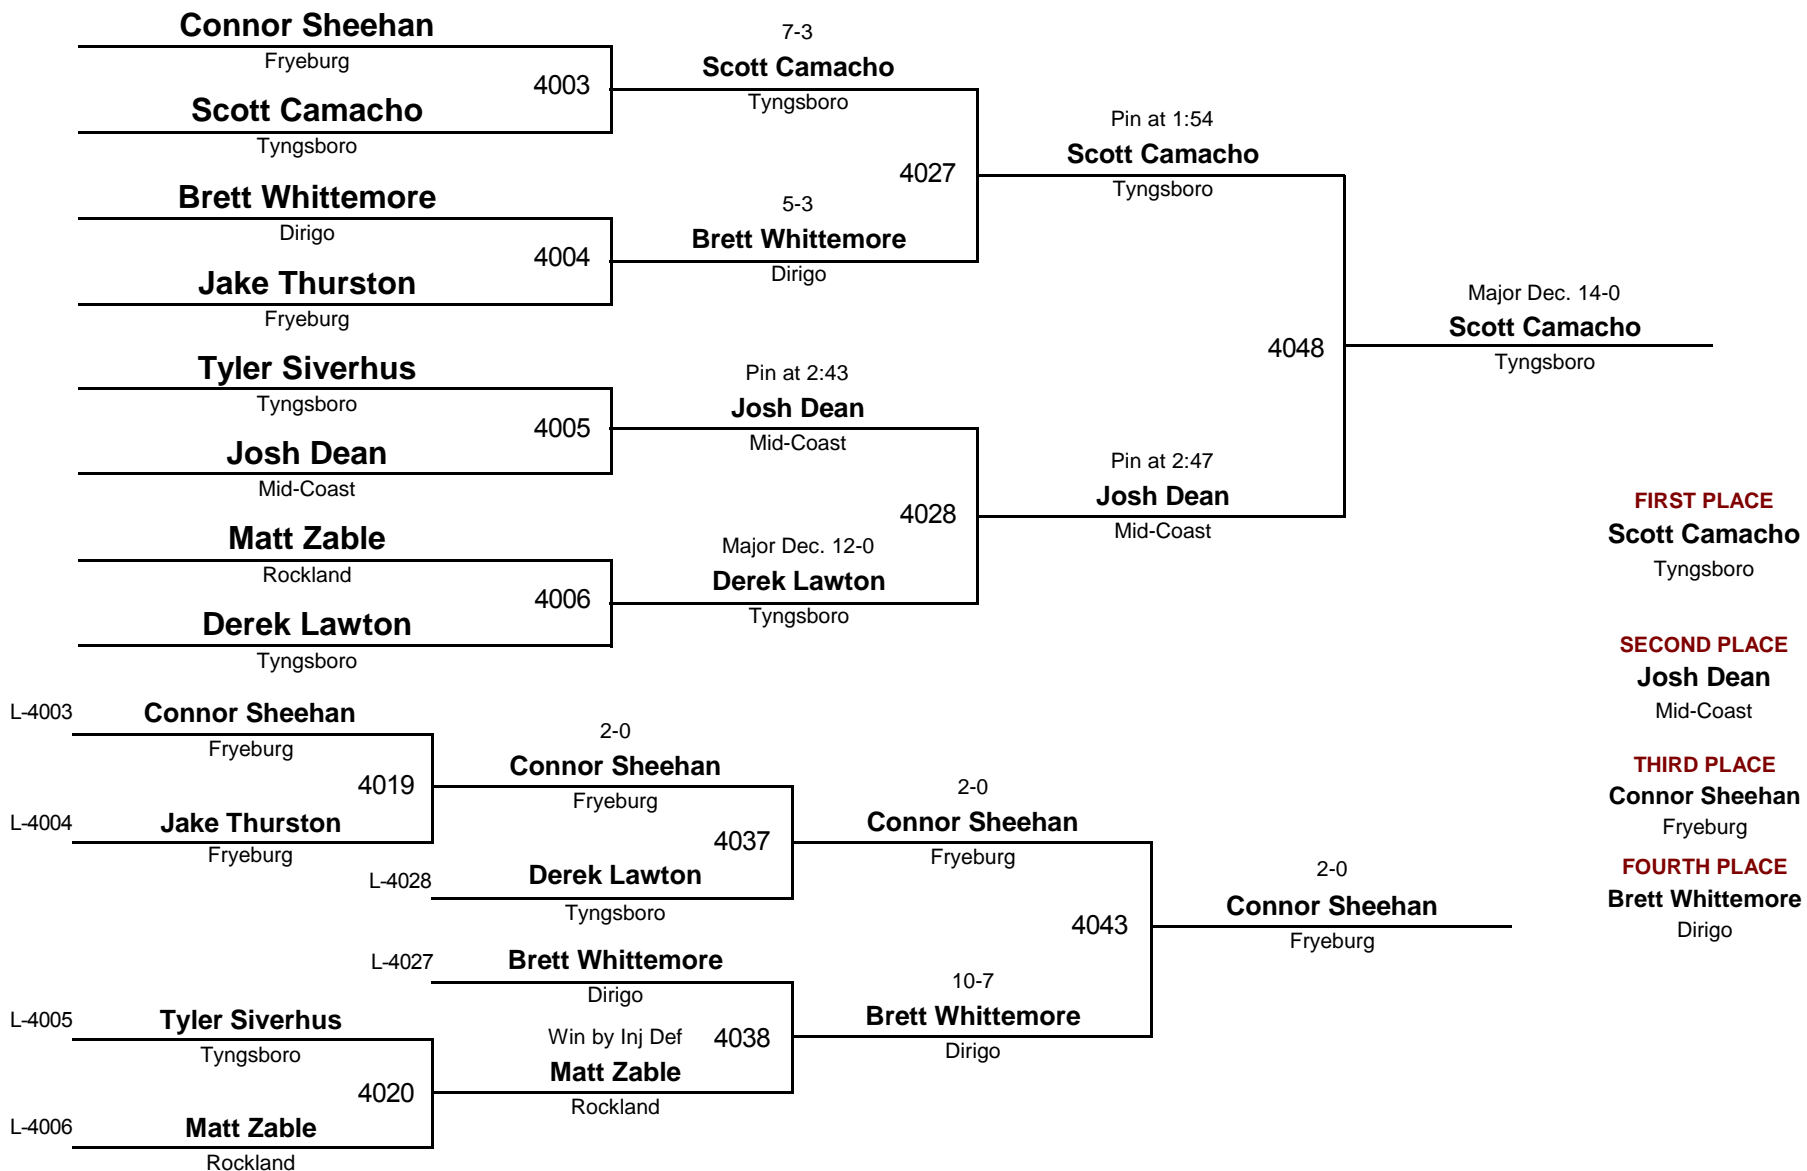 Connor Sheehan
Fryeburg
4003
Scott Camacho
Tyngsboro
7-3
Scott Camacho
Tyngsboro
Brett Whittemore
Dirigo
4004
Jake Thurston
Fryeburg
5-3
Brett Whittemore
Dirigo
4027
Pin at 1:54
Scott Camacho
Tyngsboro
Tyler Siverhus
Tyngsboro
4005
Josh Dean
Mid-Coast
Pin at 2:43
Josh Dean
Mid-Coast
Matt Zable
Rockland
4006
Derek Lawton
Tyngsboro
Major Dec. 12-0
Derek Lawton
Tyngsboro
4028
Pin at 2:47
Josh Dean
Mid-Coast
4048
Major Dec. 14-0
Scott Camacho
Tyngsboro
FIRST PLACE
Scott Camacho
Tyngsboro
SECOND PLACE
Josh Dean
Mid-Coast
THIRD PLACE
Connor Sheehan
Fryeburg
FOURTH PLACE
Brett Whittemore
Dirigo
L-4003
Connor Sheehan
Fryeburg
4019
L-4004
Jake Thurston
Fryeburg
2-0
Connor Sheehan
Fryeburg
4037
L-4028
Derek Lawton
Tyngsboro
2-0
Connor Sheehan
Fryeburg
L-4027
Brett Whittemore
Dirigo
L-4005
Tyler Siverhus
Tyngsboro
4020
L-4006
Matt Zable
Rockland
Win by Inj Def
Matt Zable
Rockland
4038
10-7
Brett Whittemore
Dirigo
4043
2-0
Connor Sheehan
Fryeburg